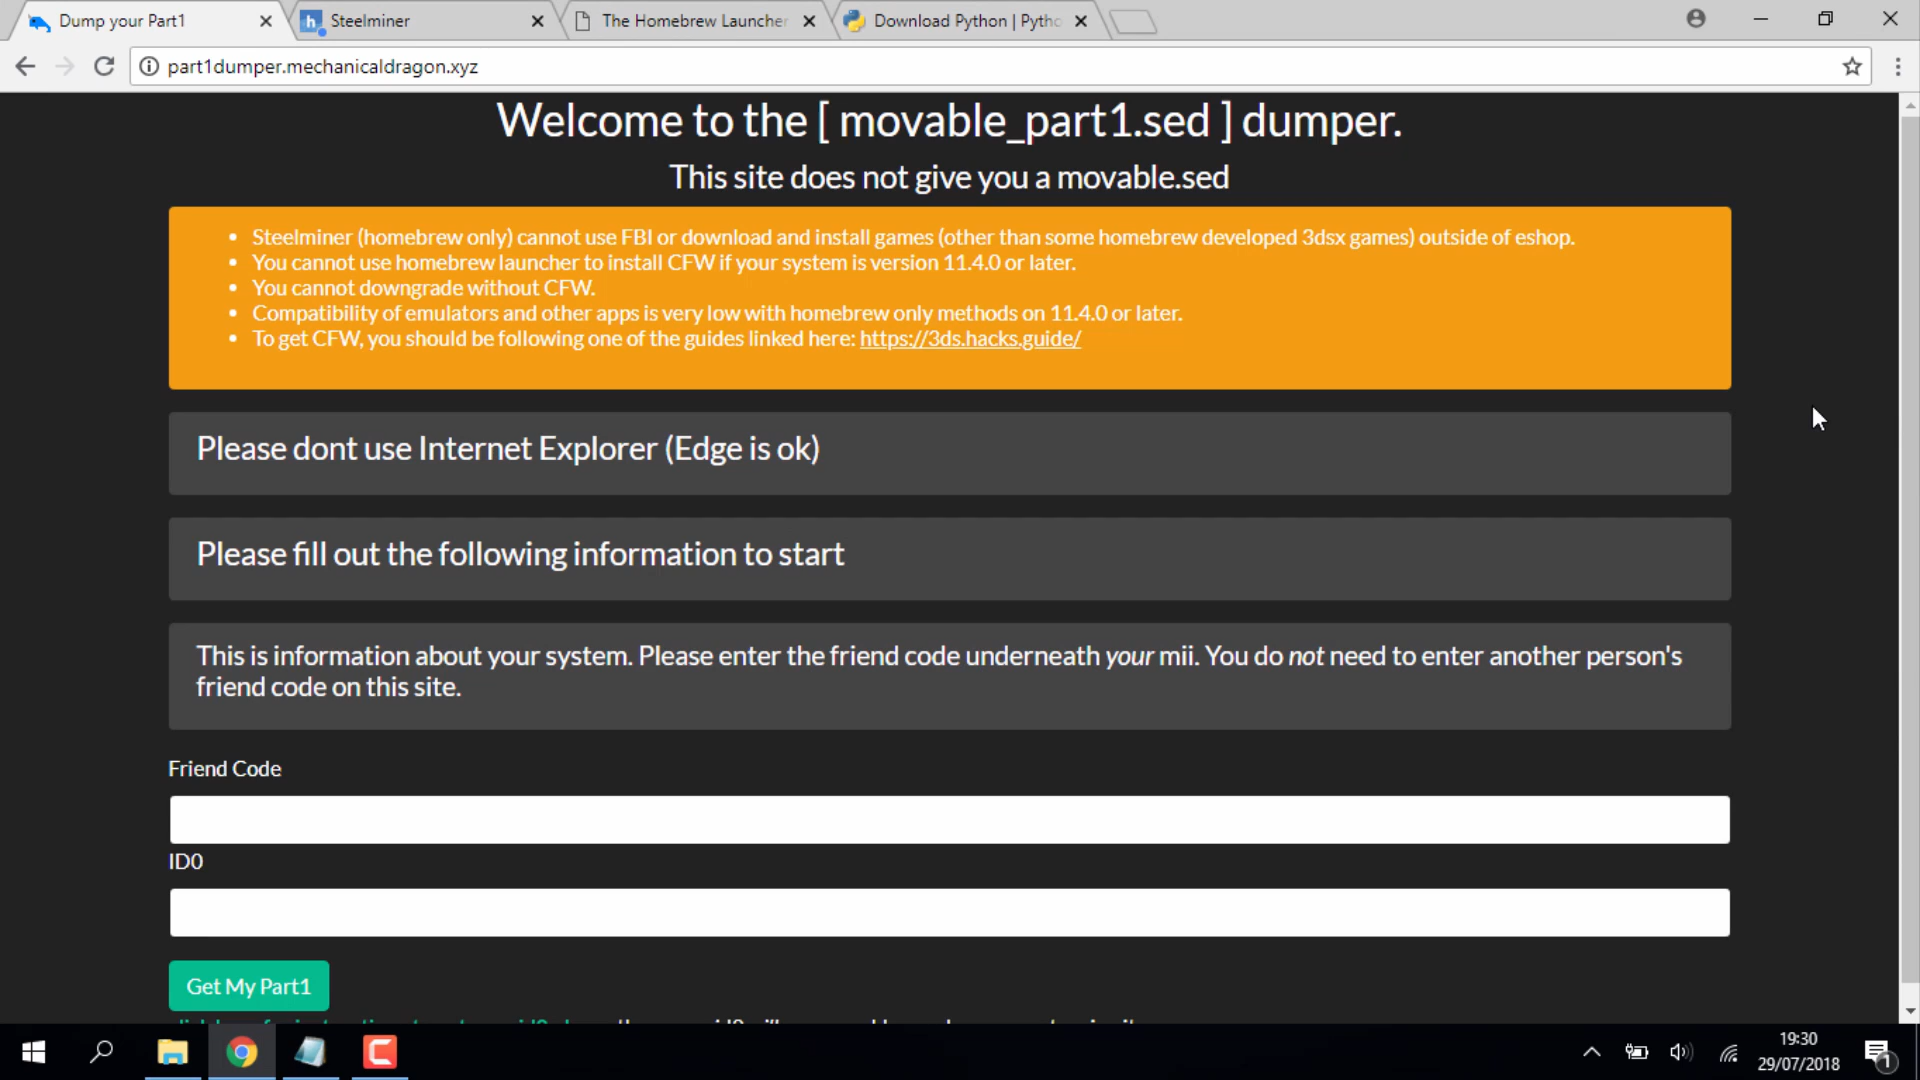 Dump your Part1
Steelminer
The Homebrew Launcher
Download Python | Pytho
part1dumper.mechanicaldragon.xyz
Welcome to the [ movable_part1.sed ] dumper.
This site does not give you a movable.sed
Steelminer (homebrew only) cannot use FBI or download and install games (other than some homebrew developed 3dsx games) outside of eshop.
You cannot use homebrew launcher to install CFW if your system is version 11.4.0 or later.
You cannot downgrade without CFW.
Compatibility of emulators and other apps is very low with homebrew only methods on 11.4.0 or later.
To get CFW, you should be following one of the guides linked here: https://3ds.hacks.guide/
Please dont use Internet Explorer (Edge is ok)
Please fill out the following information to start
This is information about your system. Please enter the friend code underneath your mii. You do not need to enter another person's
friend code on this site.
Friend Code
ID0
Get My Part1
19:30
29/07/2018
1